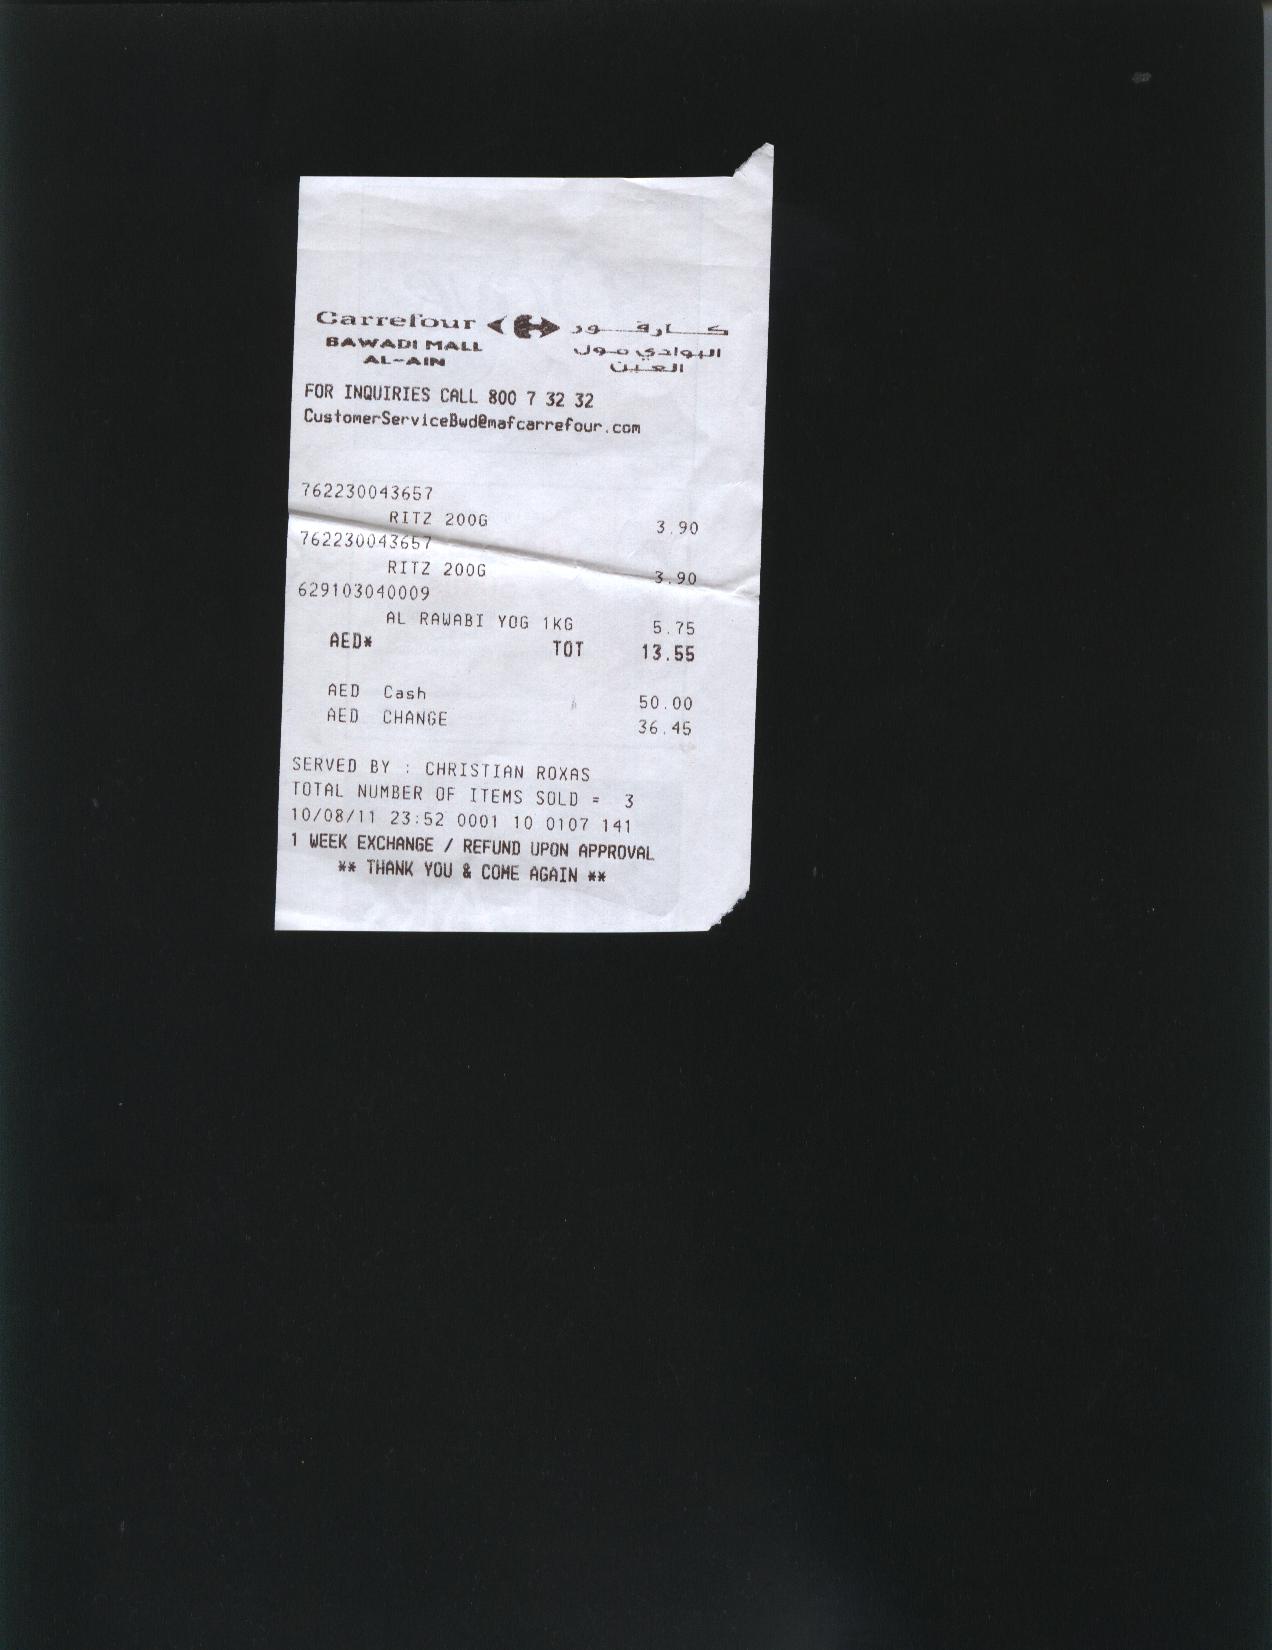 Carrefour كارفور
BAWADI MALL البوادي مول
AL-AIN العين
FOR INQUIRIES CALL 800 7 32 32
CustomerServiceBwd@mafcarrefour.com
762230043657
RITZ 200G 3.90
762230043657
RITZ 200G 3.90
629103040009
AL RAWABI YOG 1KG 5.75
AED* TOT 13.55
AED Cash 50.00
AED CHANGE 36.45
SERVED BY : CHRISTIAN ROXAS
TOTAL NUMBER OF ITEMS SOLD = 3
10/08/11 23:52 0001 10 0107 141
1 WEEK EXCHANGE / REFUND UPON APPROVAL
** THANK YOU & COME AGAIN **